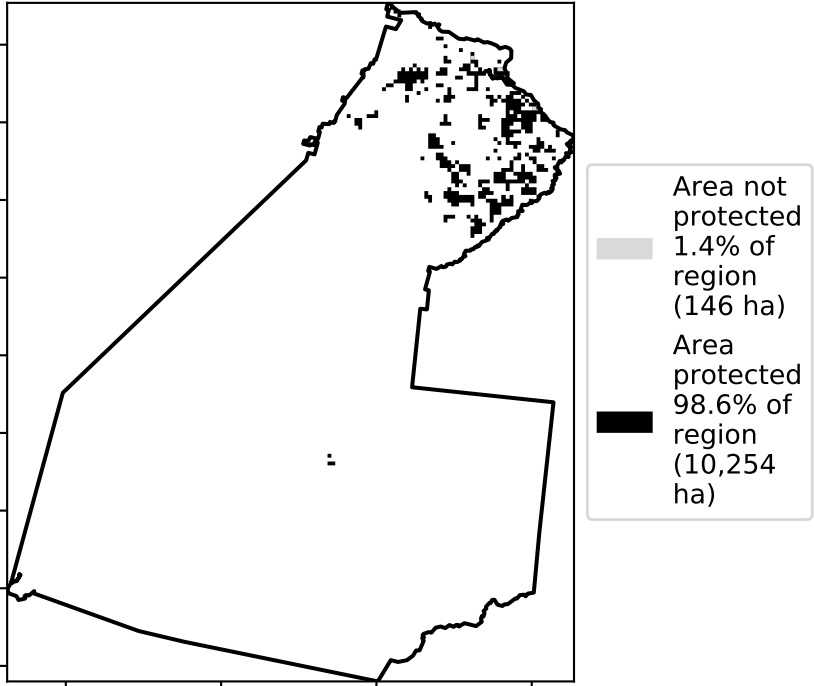 Area not
protected
1.4% of
region
(146 ha)
Area
protected
98.6% of
region
(10,254
ha)